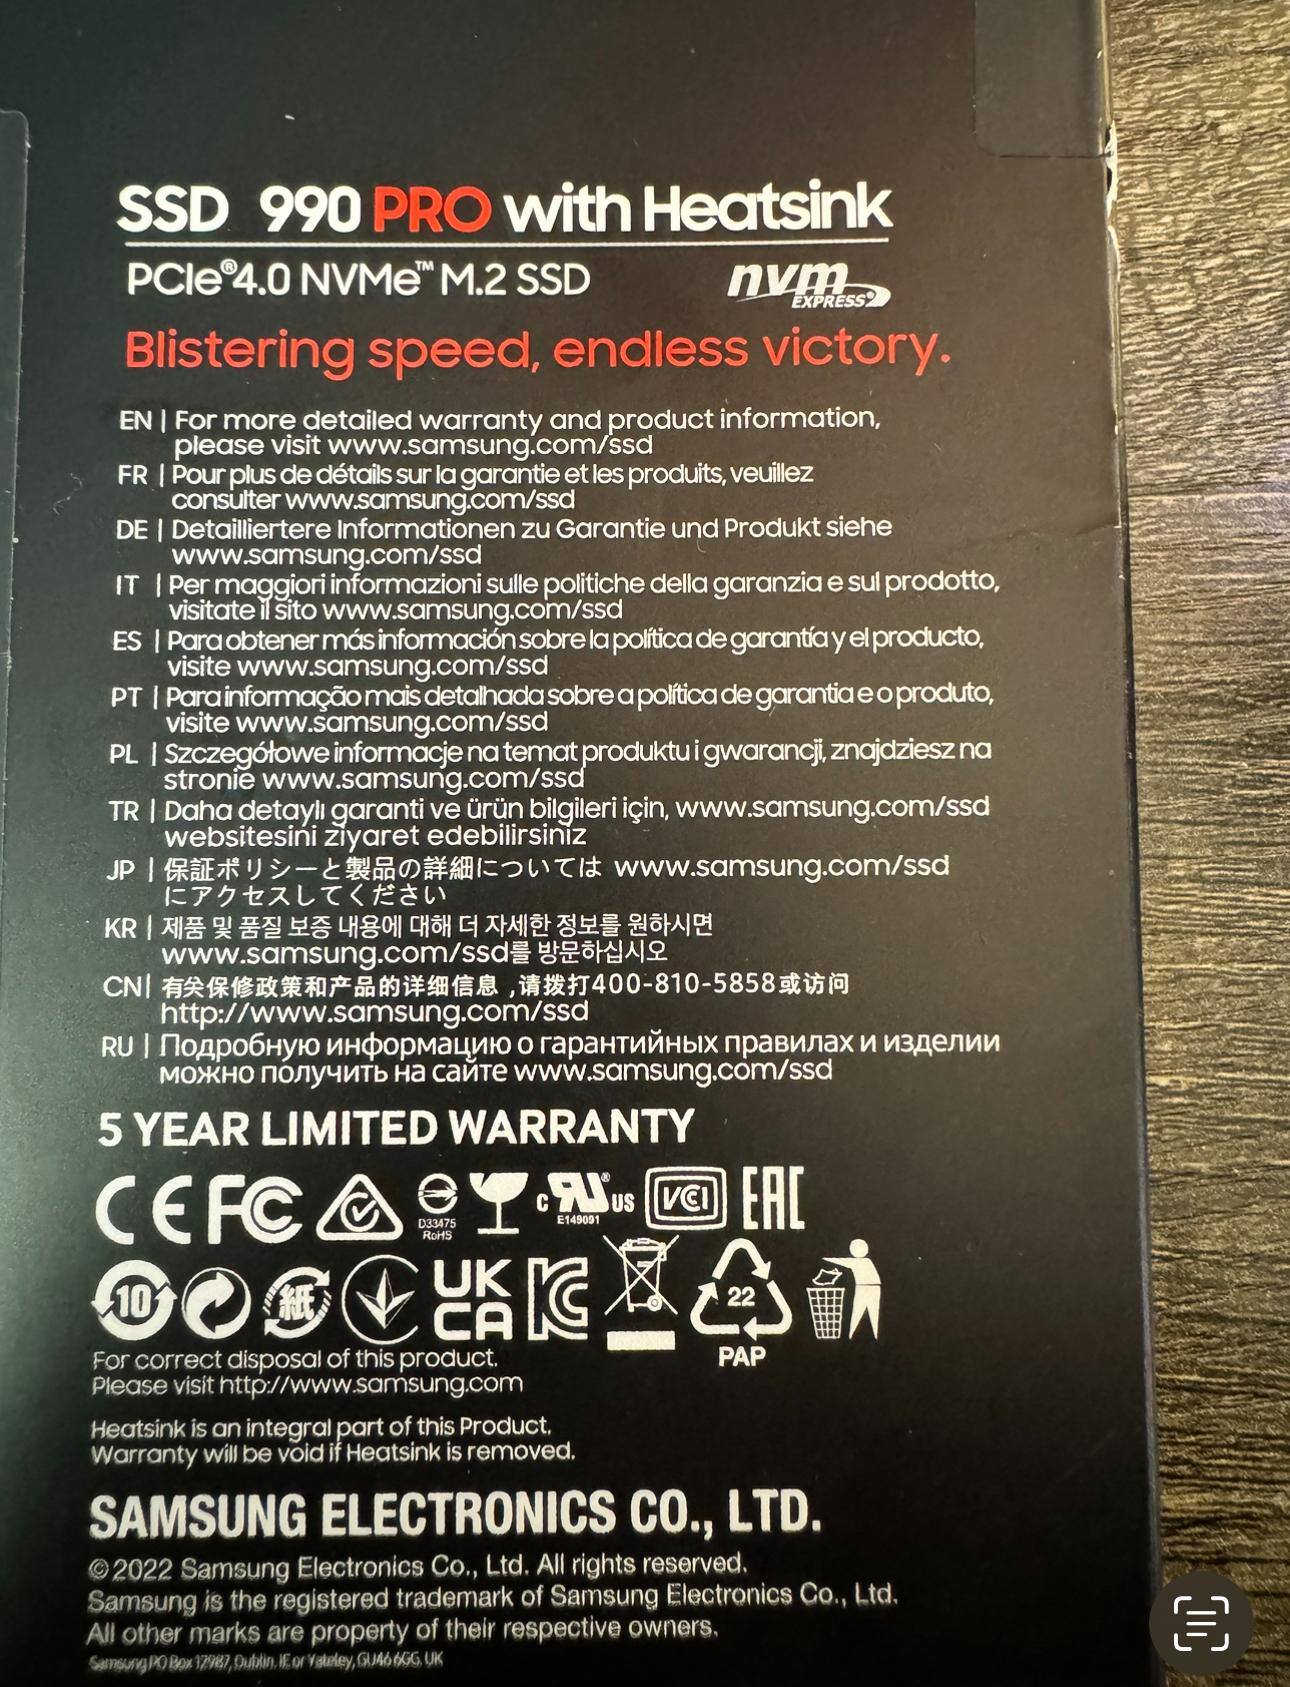 SSD 990 PRO with Heatsink
PCIe®4.0 NVMe™ M.2 SSD
nvm
EXPRESS®
Blistering speed, endless victory.
EN | For more detailed warranty and product information,
please visit www.samsung.com/ssd
FR | Pour plus de détails sur la garantie et les produits, veuillez
consulter www.samsung.com/ssd
DE | Detailliertere Informationen zu Garantie und Produkt siehe
www.samsung.com/ssd
IT | Per maggiori informazioni sulle politiche della garanzia e sul prodotto,
visitate il sito www.samsung.com/ssd
ES | Para obtener más información sobre la política de garantía y el producto,
visite www.samsung.com/ssd
PT | Para informação mais detalhada sobre a política de garantia e o produto,
visite www.samsung.com/ssd
PL | Szczegółowe informacje na temat produktu i gwarancji, znajdziesz na
stronie www.samsung.com/ssd
TR | Daha detaylı garanti ve ürün bilgileri için, www.samsung.com/ssd
websitesini ziyaret edebilirsiniz
JP | 保証ポリシーと製品の詳細については www.samsung.com/ssd
にアクセスしてください
KR | 제품 및 품질 보증 내용에 대해 더 자세한 정보를 원하시면
www.samsung.com/ssd를 방문하십시오
CN | 有关保修政策和产品的详细信息,请拨打400-810-5858或访问
http://www.samsung.com/ssd
RU | Подробную информацию о гарантийных правилах и изделии
можно получить на сайте www.samsung.com/ssd
5 YEAR LIMITED WARRANTY
CE FC D33475 RoHS c RU® US E149091 VCI EAC
10 紙 UK CA KC 22 PAP
For correct disposal of this product.
Please visit http://www.samsung.com
Heatsink is an integral part of this Product.
Warranty will be void if Heatsink is removed.
SAMSUNG ELECTRONICS CO., LTD.
©2022 Samsung Electronics Co., Ltd. All rights reserved.
Samsung is the registered trademark of Samsung Electronics Co., Ltd.
All other marks are property of their respective owners.
Samsung PO Box 12987, Dublin. IE or Yateley, GU46 6GG, UK